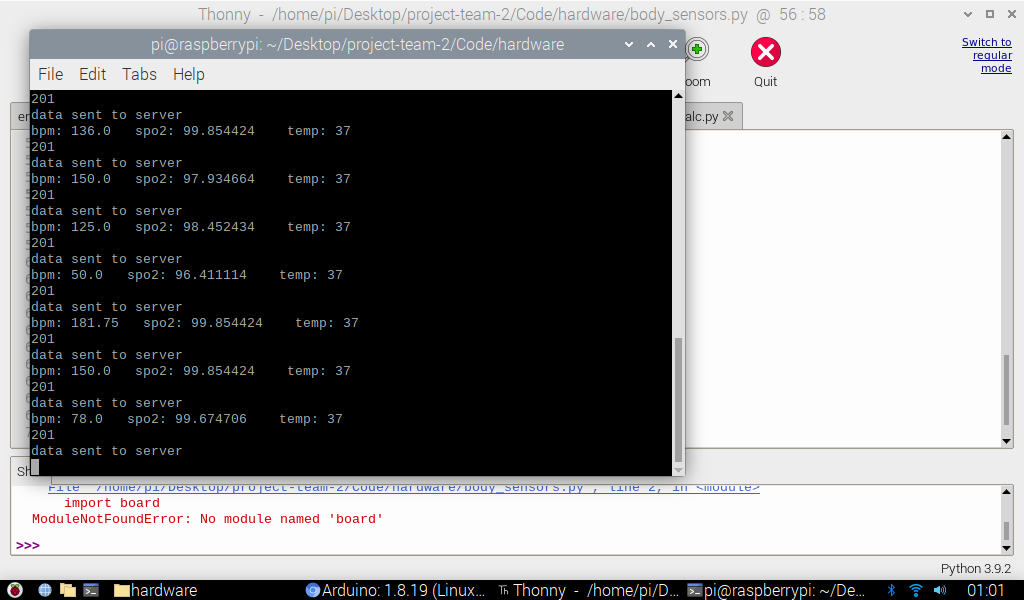 Thonny - /home/pi/Desktop/project-team-2/Code/hardware/body_sensors.py @ 56:58
pi@raspberrypi: ~/Desktop/project-team-2/Code/hardware
Switch to
regular
mode
File Edit Tabs Help
oom
Quit
alc.py
201
data sent to server
bpm: 136.0 spo2: 99.854424 temp: 37
201
data sent to server
bpm: 150.0 spo2: 97.934664 temp: 37
201
data sent to server
bpm: 125.0 spo2: 98.452434 temp: 37
201
data sent to server
bpm: 50.0 spo2: 96.411114 temp: 37
201
data sent to server
bpm: 181.75 spo2: 99.854424 temp: 37
201
data sent to server
bpm: 150.0 spo2: 99.854424 temp: 37
201
data sent to server
bpm: 78.0 spo2: 99.674706 temp: 37
201
data sent to server
Sh
File "/home/pi/Desktop/project-team-2/Code/hardware/body_sensors.py", line 2, in <module>
import board
ModuleNotFoundError: No module named 'board'
>>>
Python 3.9.2
hardware
Arduino: 1.8.19 (Linux...
Thonny - /home/pi/D...
pi@raspberrypi: ~/De...
01:01